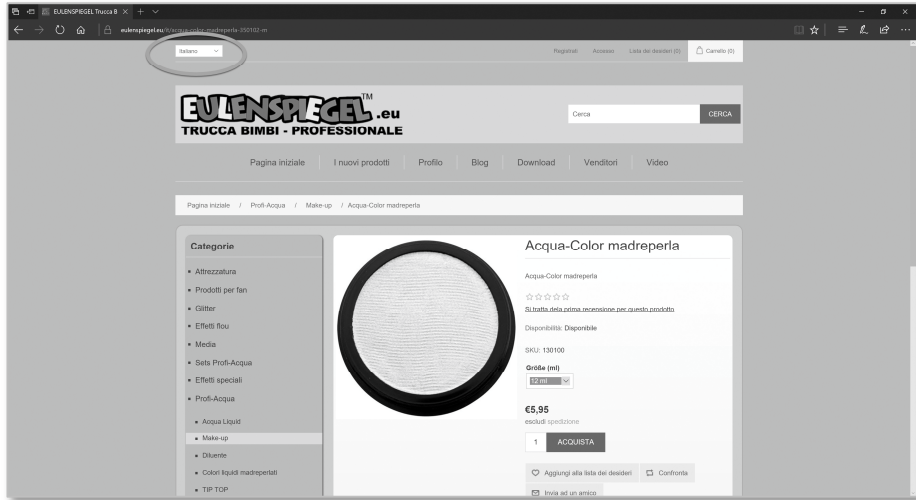 EULENSPIEGEL Trucca B
eulenspiegel.eu/it/acqua-color-madreperla-350102-m
Italiano
Registrati Accesso Lista dei desideri (0) Carrello (0)
EULENSPIEGEL TM .eu
TRUCCA BIMBI - PROFESSIONALE
Cerca CERCA
Pagina iniziale I nuovi prodotti Profilo Blog Download Venditori Video
Pagina iniziale / Profi-Acqua / Make-up / Acqua-Color madreperla
Categorie
Attrezzatura
Prodotti per fan
Glitter
Effetti flou
Media
Sets Profi-Acqua
Effetti speciali
Profi-Acqua
Acqua Liquid
Make-up
Diluente
Colori liquidi madreperlati
TIP TOP
Acqua-Color madreperla
Acqua-Color madreperla
Si tratta dela prima recensione per questo prodotto
Disponibilità: Disponibile
SKU: 130100
Größe (ml)
12 ml
€5,95
escludi spedizione
1 ACQUISTA
Aggiungi alla lista dei desideri Confronta
Invia ad un amico